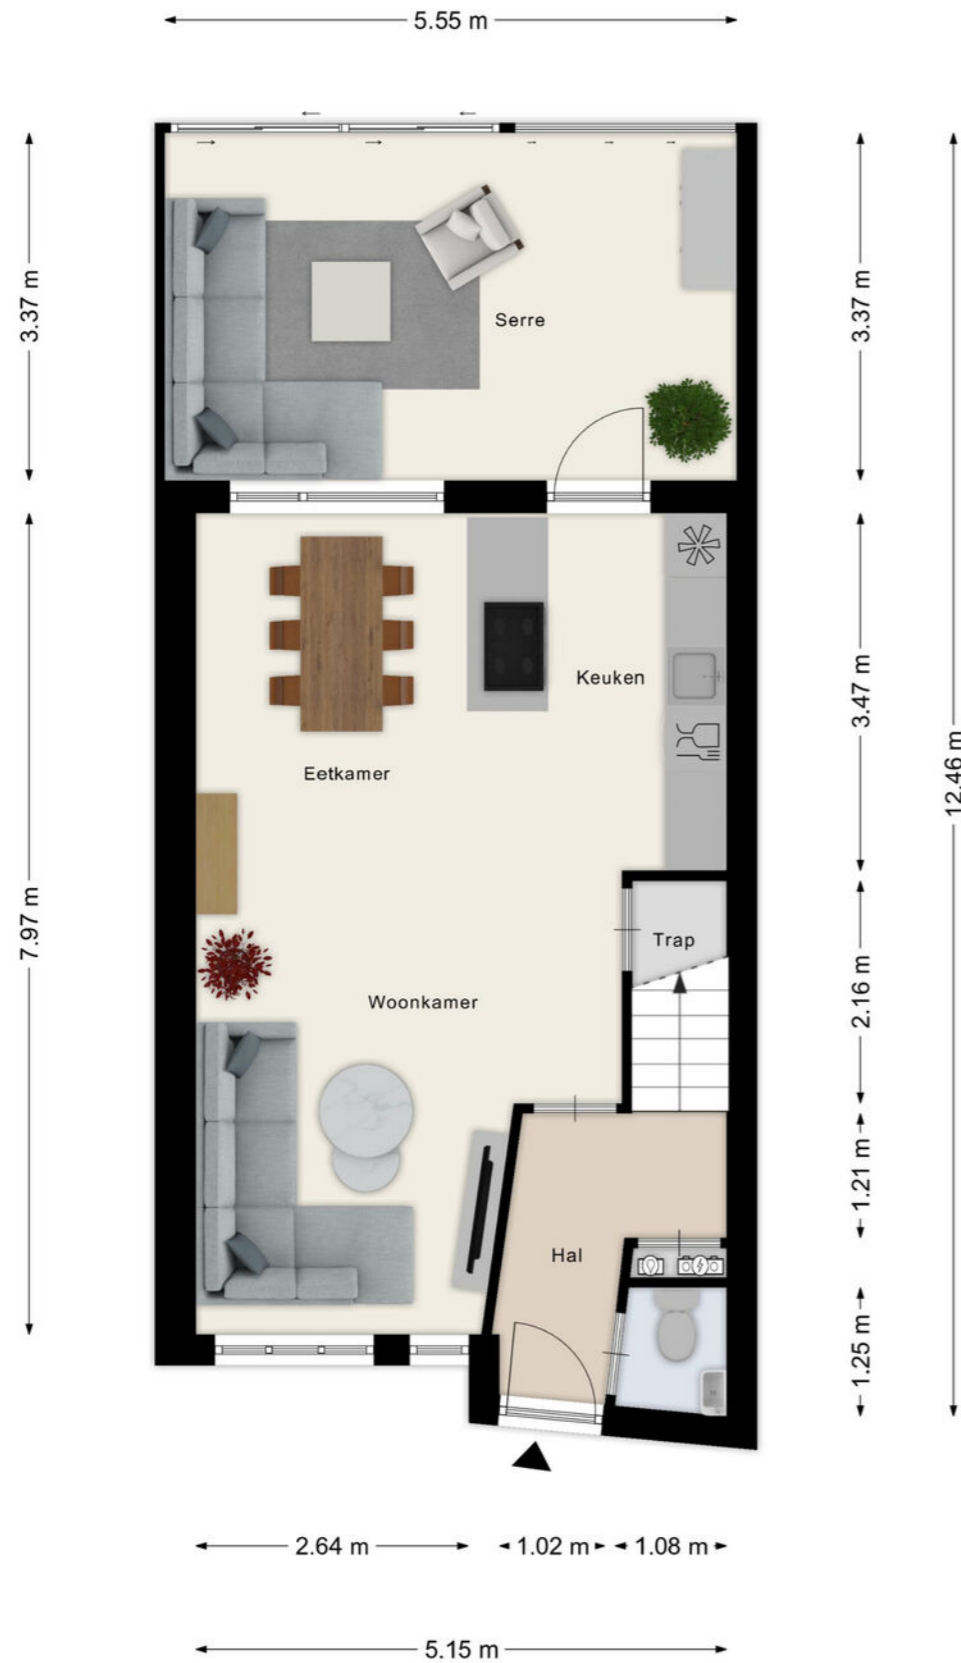 5.55 m
3.37 m
3.37 m
Serre
Keuken
3.47 m
Eetkamer
12.46 m
7.97 m
Trap
2.16 m
Woonkamer
1.21 m
Hal
1.25 m
2.64 m
1.02 m
1.08 m
5.15 m